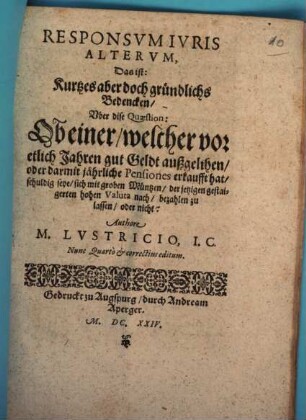 10
RESPONSVM IVRIS
ALTERVM,
Das ist:
Kurtzes aber doch gründlichs
Bedencken/
Vber dise Quæstion:
Ob einer/welcher vor
etlich Jahren gut Geldt außgelihen/
oder darmit jährliche Pensiones erkaufft hat/
schuldig seye/sich mit groben Müntzen/der jetzigen gestai-
gerten hohen Valuta nach/bezahlen zu
lassen/oder nicht:
Authore
M. LVSTRICIO, I.C.
Nunc Quartò & correctius editum.
Gedruckt zu Augspurg/durch Andream
Aperger.
M. DC. XXIV.